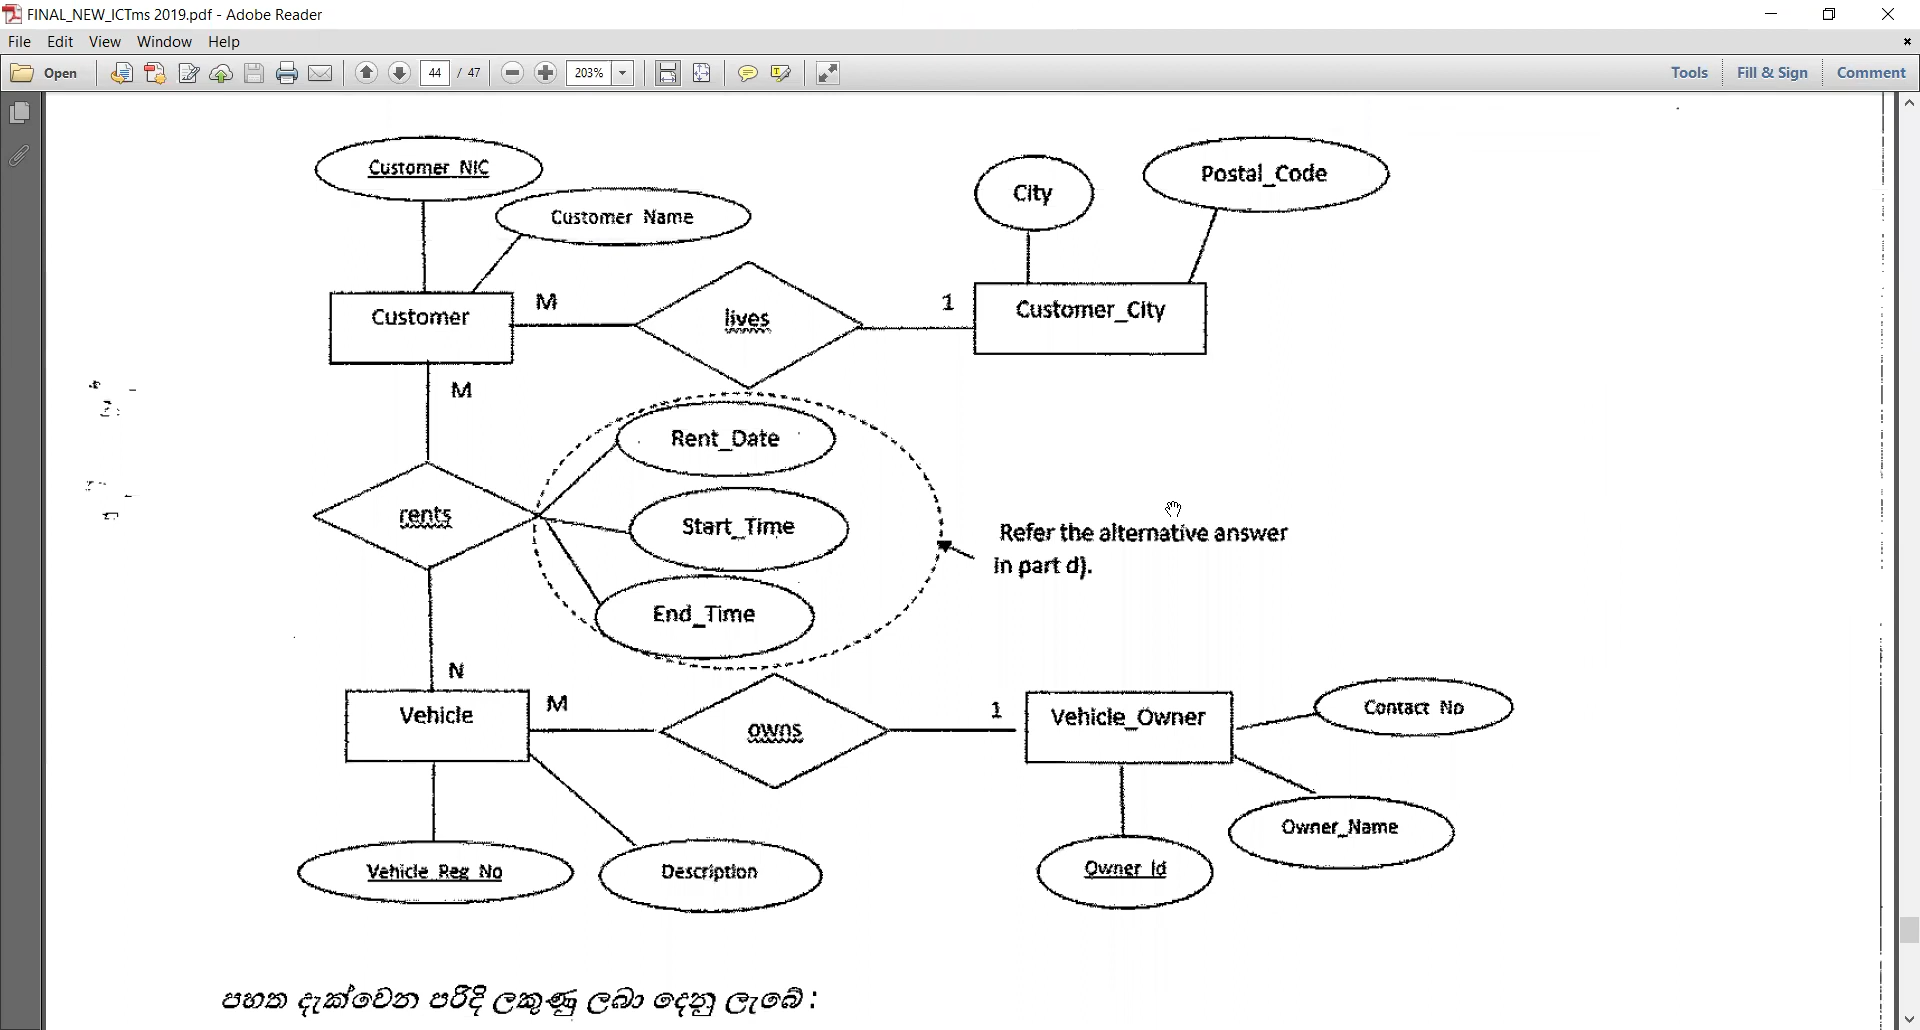 FINAL_NEW_ICTms 2019.pdf - Adobe Reader
File Edit View Window Help
Open 44 / 47 203% Tools Fill & Sign Comment
Customer_NIC
Customer_Name
City
Postal_Code
Customer
M
lives
1
Customer_City
M
Rent_Date
rents
Start_Time
Refer the alternative answer
in part d).
End_Time
N
Vehicle
M
owns
1
Vehicle_Owner
Contact_No
Owner_Name
Vehicle_Reg_No
Description
Owner_Id
පහත දැක්වෙන පරිදි ලකුණු ලබා දෙනු ලැබේ :